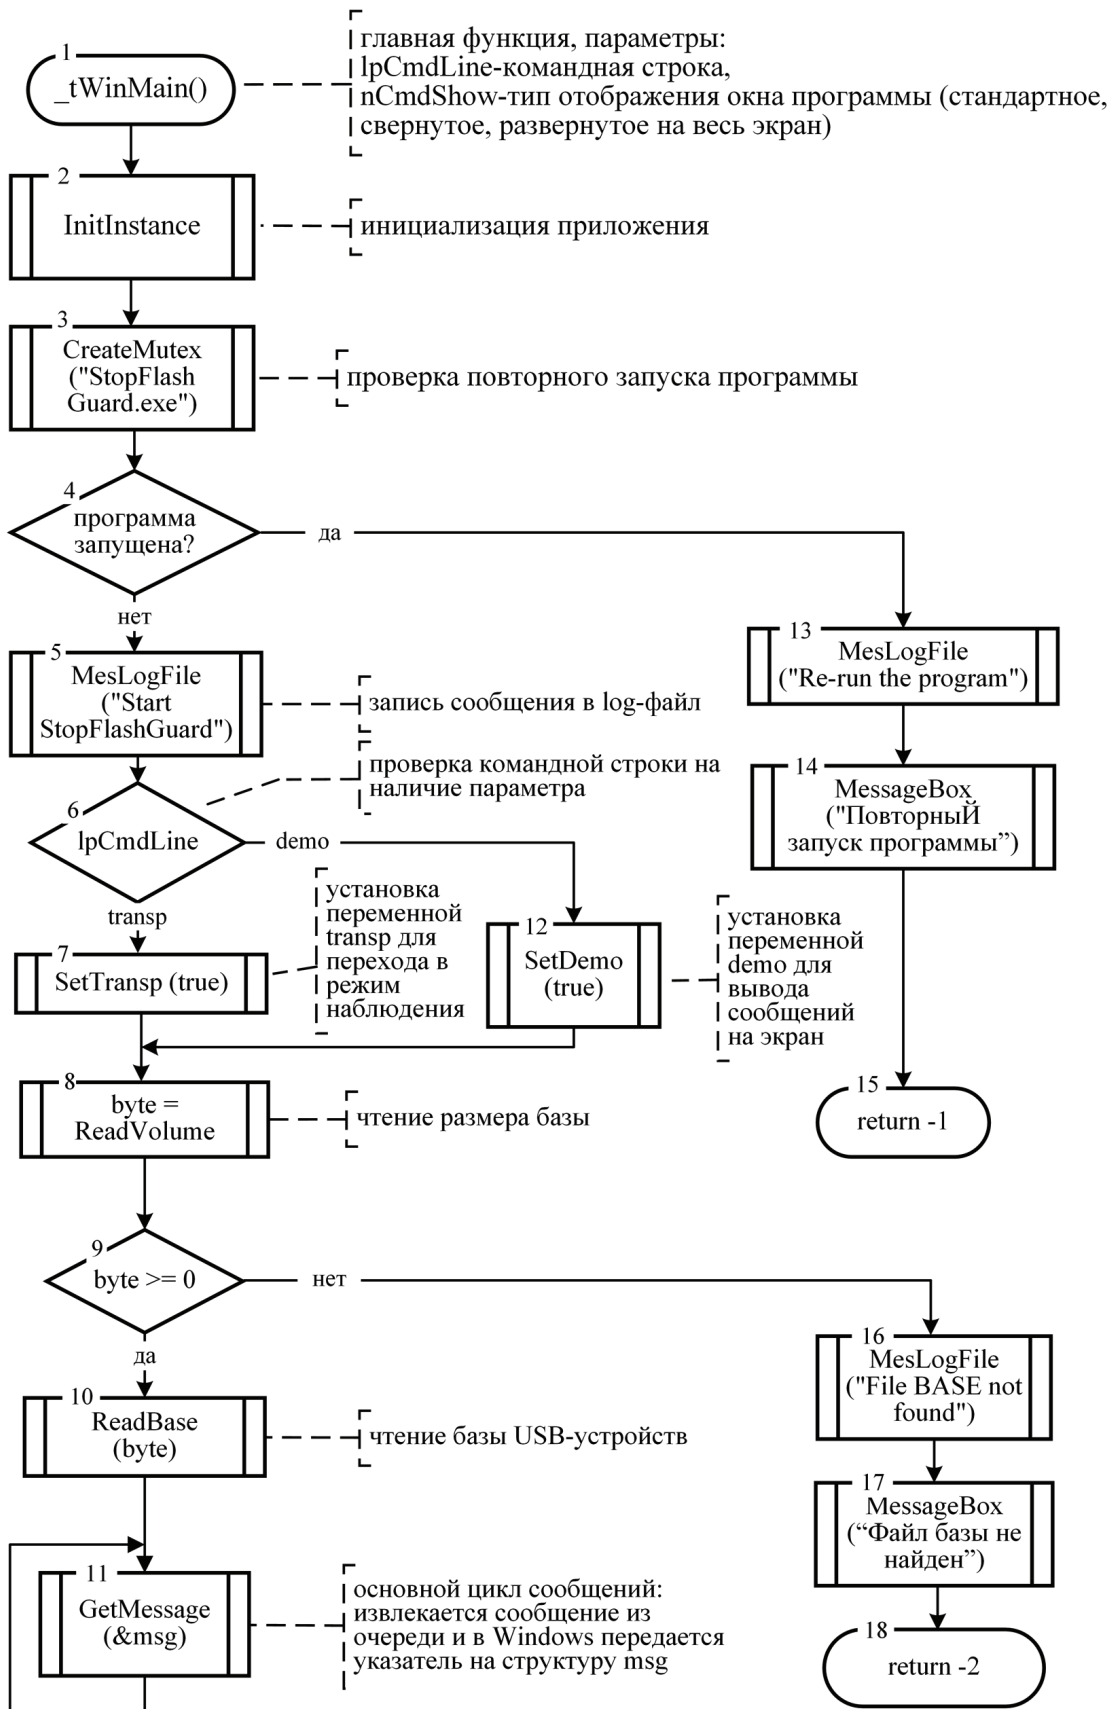 1
_tWinMain()
главная функция, параметры:
lpCmdLine-командная строка,
nCmdShow-тип отображения окна программы (стандартное,
свернутое, развернутое на весь экран)
2
InitInstance
инициализация приложения
3
CreateMutex
("StopFlash
Guard.exe")
проверка повторного запуска программы
4
программа
запущена?
да
нет
5
MesLogFile
("Start
StopFlashGuard")
запись сообщения в log-файл
13
MesLogFile
("Re-run the program")
14
MessageBox
("ПовторныЙ
запуск программы”)
15
return -1
6
lpCmdLine
проверка командной строки на
наличие параметра
demo
transp
7
SetTransp (true)
установка
переменной
transp для
перехода в
режим
наблюдения
12
SetDemo
(true)
установка
переменной
demo для
вывода
сообщений
на экран
8
byte =
ReadVolume
чтение размера базы
9
byte >= 0
нет
да
10
ReadBase
(byte)
чтение базы USB-устройств
16
MesLogFile
("File BASE not
found")
17
MessageBox
(“Файл базы не
найден”)
18
return -2
11
GetMessage
(&msg)
основной цикл сообщений:
извлекается сообщение из
очереди и в Windows передается
указатель на структуру msg